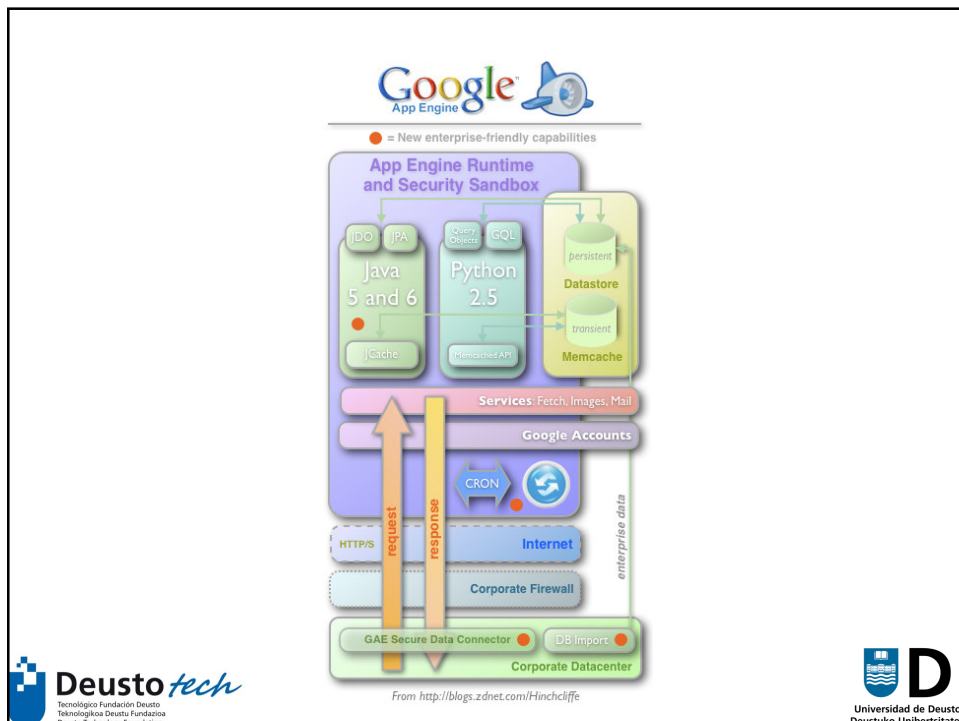 Google™
App Engine
= New enterprise-friendly capabilities
App Engine Runtime
and Security Sandbox
JDO
JPA
Query
Objects
GQL
Java
5 and 6
Python
2.5
persistent
Datastore
transient
Memcache
JCache
Memcached API
Services: Fetch, Images, Mail
Google Accounts
CRON
request
response
enterprise data
HTTP/S
Internet
Corporate Firewall
GAE Secure Data Connector
DB Import
Corporate Datacenter
From http://blogs.zdnet.com/Hinchcliffe
Deusto tech
Tecnológico Fundación Deusto
Teknologikoa Deustu Fundazioa
D
Universidad de Deusto